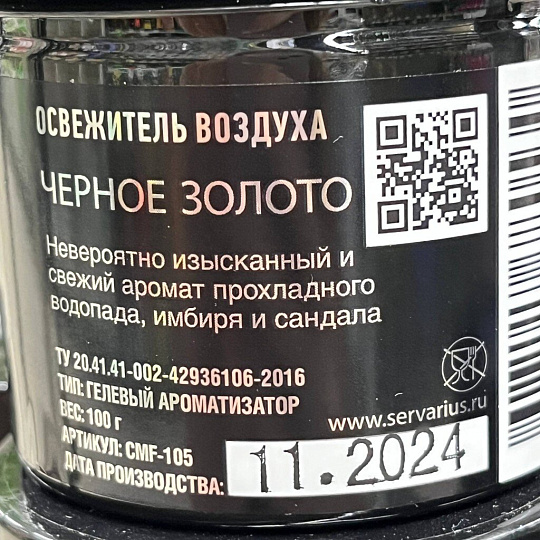 ОСВЕЖИТЕЛЬ ВОЗДУХА
ЧЕРНОЕ ЗОЛОТО
Невероятно изысканный и
свежий аромат прохладного
водопада, имбиря и сандала
ТУ 20.41.41-002-42936106-2016
ТИП: ГЕЛЕВЫЙ АРОМАТИЗАТОР
ВЕС: 100 г
АРТИКУЛ: CMF-105
www.servarius.ru
ДАТА ПРОИЗВОДСТВА: 11.2024